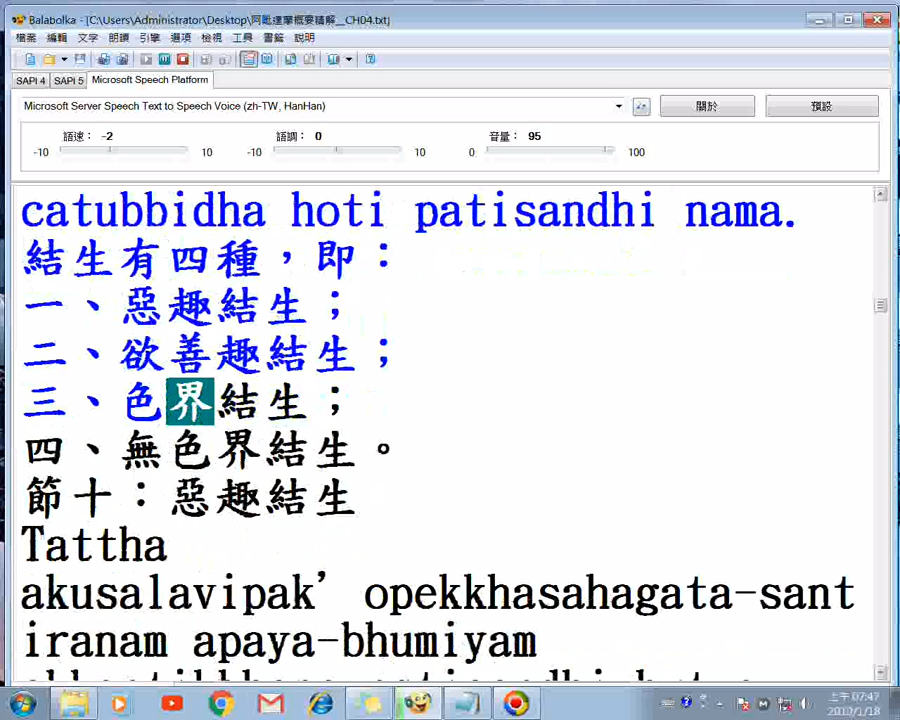 Balabolka - [C:\Users\Administrator\Desktop\阿毗達摩概要精解__CH04.txt]
檔案 編輯 文字 朗讀 引擎 選項 檢視 工具 書籤 說明
SAPI 4 SAPI 5 Microsoft Speech Platform
Microsoft Server Speech Text to Speech Voice (zh-TW, HanHan) 關於 預設
語速： -2 語調： 0 音量： 95
-10 10 -10 10 0 100
catubbidha hoti patisandhi nama.
結生有四種，即：
一、惡趣結生；
二、欲善趣結生；
三、色界結生；
四、無色界結生。
節十：惡趣結生
Tattha
akusalavipak’ opekkhasahagata-sant
iranam apaya-bhumiyam
上午 07:47
2012/1/18